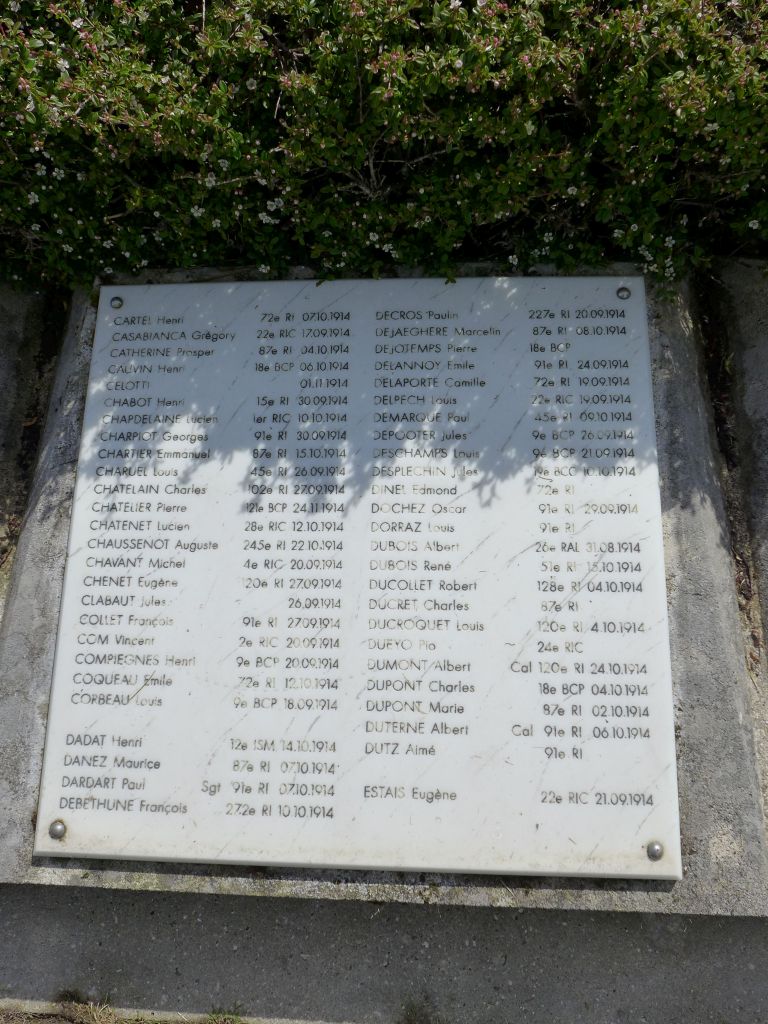 CARTEL Henri 72e RI 07.10.1914
CASABIANCA Grégory 22e RIC 17.09.1914
CATHERINE Prosper 87e RI 04.10.1914
CAUVIN Henri 18e BCP 06.10.1914
CELOTTI 01.11.1914
CHABOT Henri 15e RI 30.09.1914
CHAPDELAINE Lucien 1er RIC 10.10.1914
CHARPIOT Georges 91e RI 30.09.1914
CHARTIER Emmanuel 87e RI 15.10.1914
CHARUEL Louis 45e RI 26.09.1914
CHATELAIN Charles 102e RI 27.09.1914
CHATELIER Pierre 121e BCP 24.11.1914
CHATENET Lucien 28e RIC 12.10.1914
CHAUSSENOT Auguste 245e RI 22.10.1914
CHAVANT Michel 4e RIC 20.09.1914
CHENET Eugène 120e RI 27.09.1914
CLABAUT Jules 26.09.1914
COLLET François 91e RI 27.09.1914
COM Vincent 2e RIC 20.09.1914
COMPIEGNES Henri 9e BCP 20.09.1914
COQUEAU Emile 72e RI 12.10.1914
CORBEAU Louis 9e BCP 18.09.1914
DADAT Henri 12e ISM 14.10.1914
DANEZ Maurice 87e RI 07.10.1914
DARDART Paul Sgt 91e RI 07.10.1914
DEBETHUNE François 272e RI 10.10.1914
DECROS Paulin 227e RI 20.09.1914
DEJAEGHERE Marcelin 87e RI 08.10.1914
DEJOTEMPS Pierre 18e BCP
DELANNOY Emile 91e RI 24.09.1914
DELAPORTE Camille 72e RI 19.09.1914
DELPECH Louis 22e RIC 19.09.1914
DEMARQUE Paul 45e RI 09.10.1914
DEPOOTER Jules 9e BCP 26.09.1914
DESCHAMPS Louis 9e BCP 21.09.1914
DESPLECHIN Jules 19e BCC 10.10.1914
DINEL Edmond 72e RI
DOCHEZ Oscar 91e RI 29.09.1914
DORRAZ Louis 91e RI
DUBOIS Albert 26e RAL 31.08.1914
DUBOIS René 51e RI 15.10.1914
DUCOLLET Robert 128e RI 04.10.1914
DUCRET Charles 87e RI
DUCROQUET Louis 120e RI 4.10.1914
DUEYO Pio 24e RIC
DUMONT Albert Cal 120e RI 24.10.1914
DUPONT Charles 18e BCP 04.10.1914
DUPONT Marie 87e RI 02.10.1914
DUTERNE Albert Cal 91e RI 06.10.1914
DUTZ Aimé 91e RI
ESTAIS Eugène 22e RIC 21.09.1914